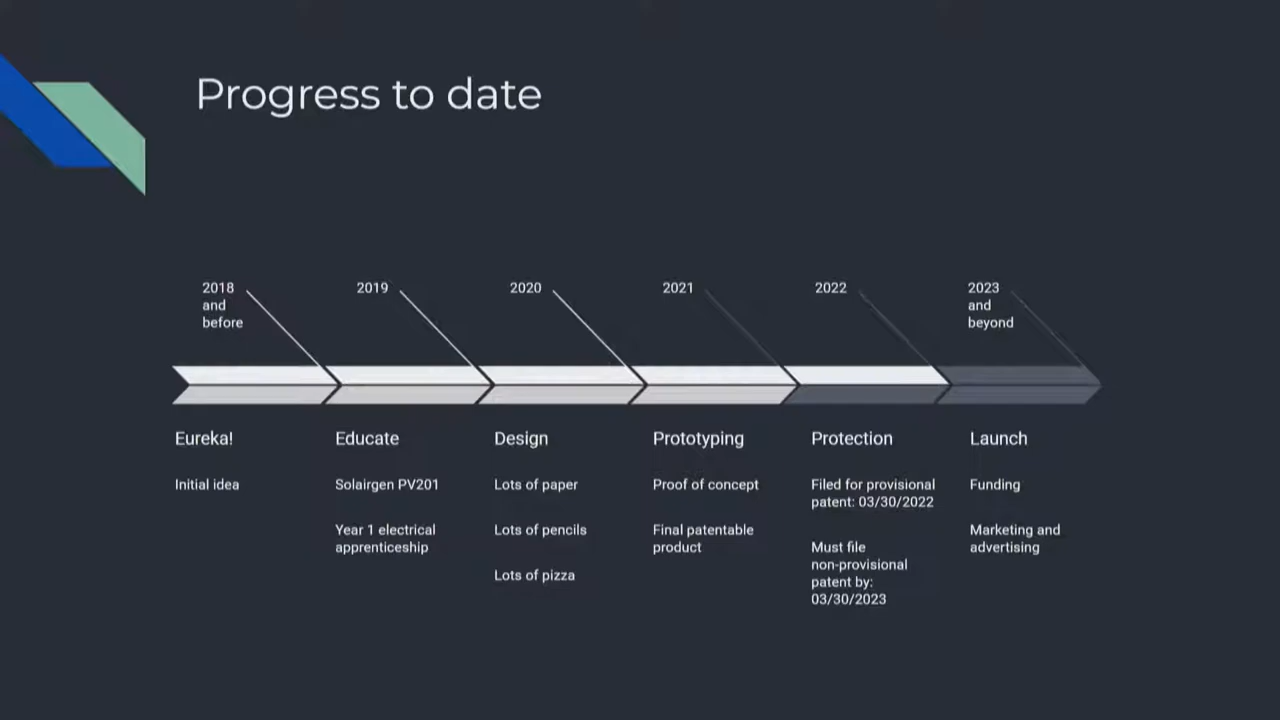 Progress to date
2018
and
before
2019
2020
2021
2022
2023
and
beyond
Eureka!
Initial idea
Educate
Solairgen PV201
Year 1 electrical
apprenticeship
Design
Lots of paper
Lots of pencils
Lots of pizza
Prototyping
Proof of concept
Final patentable
product
Protection
Filed for provisional
patent: 03/30/2022
Must file
non-provisional
patent by:
03/30/2023
Launch
Funding
Marketing and
advertising